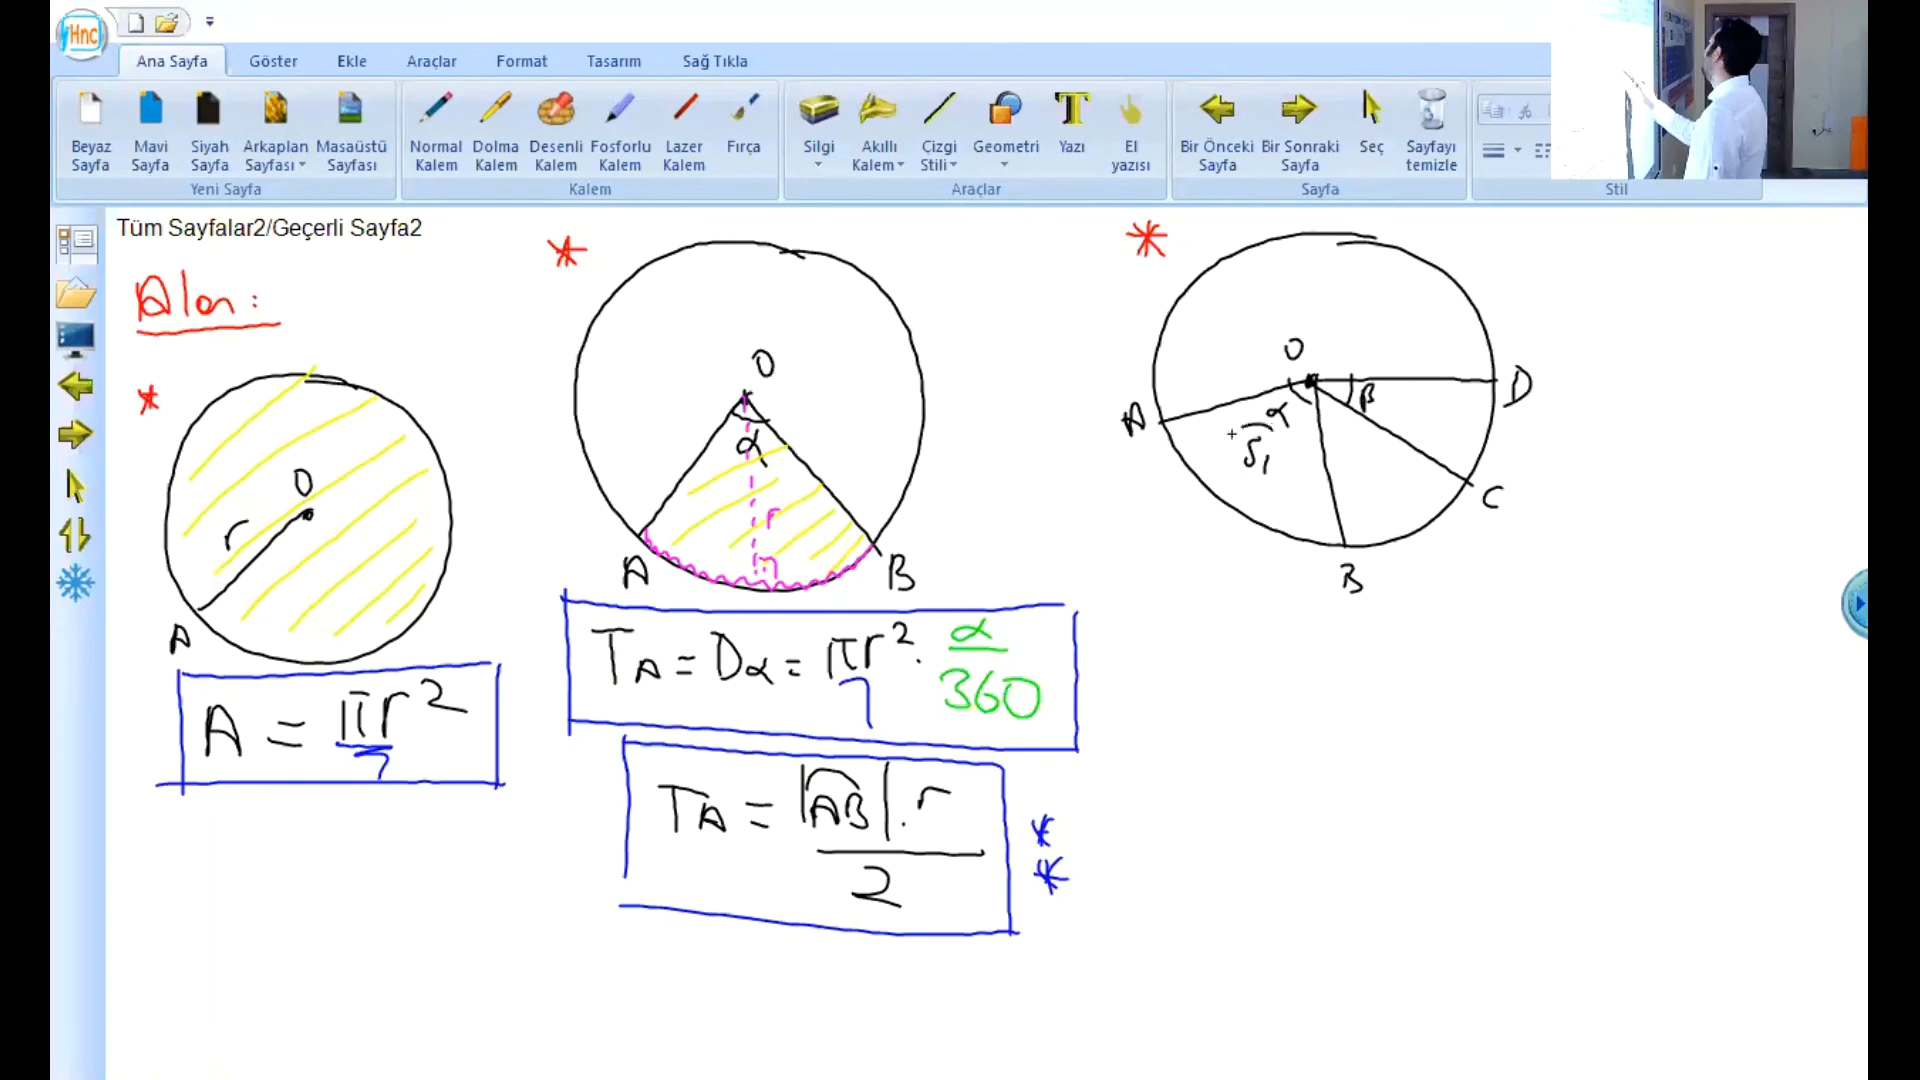 Hnc
Ana Sayfa Göster Ekle Araçlar Format Tasarım Sağ Tıkla
Beyaz Sayfa
Mavi Sayfa
Siyah Sayfa
Arkaplan Sayfası
Masaüstü Sayfası
Yeni Sayfa
Normal Kalem
Dolma Kalem
Desenli Kalem
Fosforlu Kalem
Lazer Kalem
Fırça
Kalem
Silgi
Akıllı Kalem
Çizgi Stili
Geometri
Yazı
El yazısı
Araçlar
Bir Önceki Sayfa
Bir Sonraki Sayfa
Seç
Sayfayı temizle
Sayfa
Stil
Tüm Sayfalar2/Geçerli Sayfa2
Alan:
O
r
A
A = πr²
O
α
r
A
B
TA = Dα = πr² · α/360
TA = |AB| . r / 2
O
A
α
β
D
S1
C
B